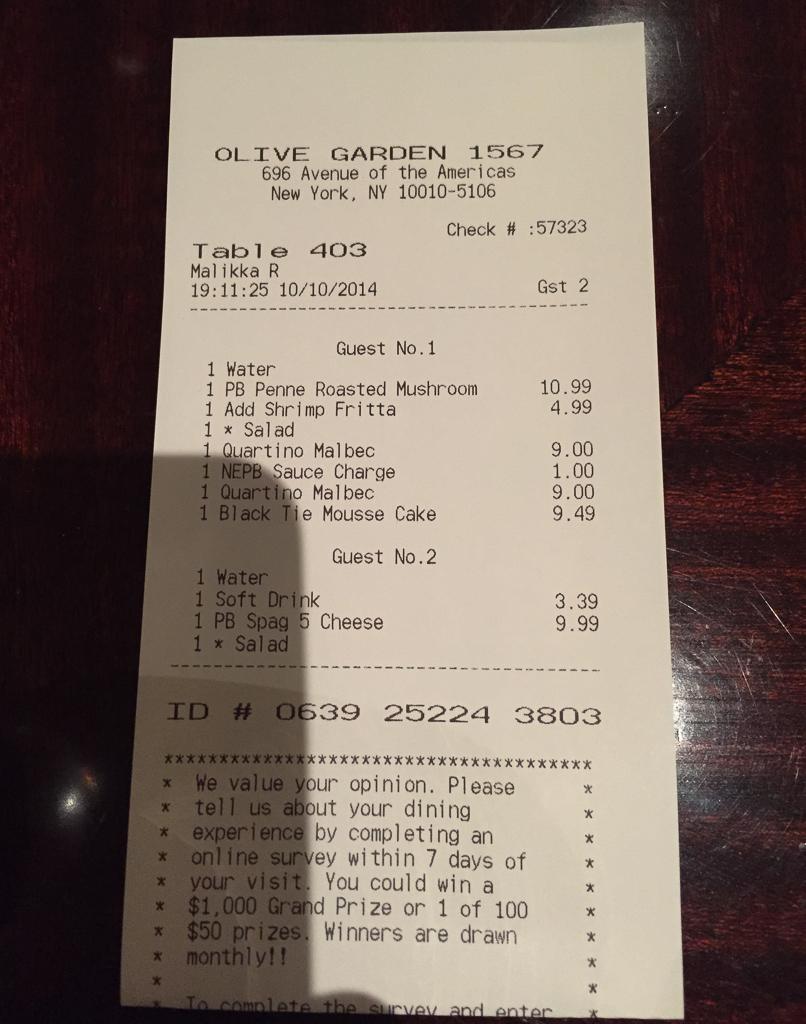 OLIVE GARDEN 1567
696 Avenue of the Americas
New York, NY 10010-5106
Check # :57323
Table 403
Malikka R
19:11:25 10/10/2014 Gst 2
Guest No.1
1 Water
1 PB Penne Roasted Mushroom 10.99
1 Add Shrimp Fritta 4.99
1 * Salad
1 Quartino Malbec 9.00
1 NEPB Sauce Charge 1.00
1 Quartino Malbec 9.00
1 Black Tie Mousse Cake 9.49
Guest No.2
1 Water
1 Soft Drink 3.39
1 PB Spag 5 Cheese 9.99
1 * Salad
ID # 0639 25224 3803
***************************************
* We value your opinion. Please *
* tell us about your dining *
* experience by completing an *
* online survey within 7 days of *
* your visit. You could win a *
* $1,000 Grand Prize or 1 of 100 *
* $50 prizes. Winners are drawn *
* monthly!! *
* *
* To complete the survey and enter *